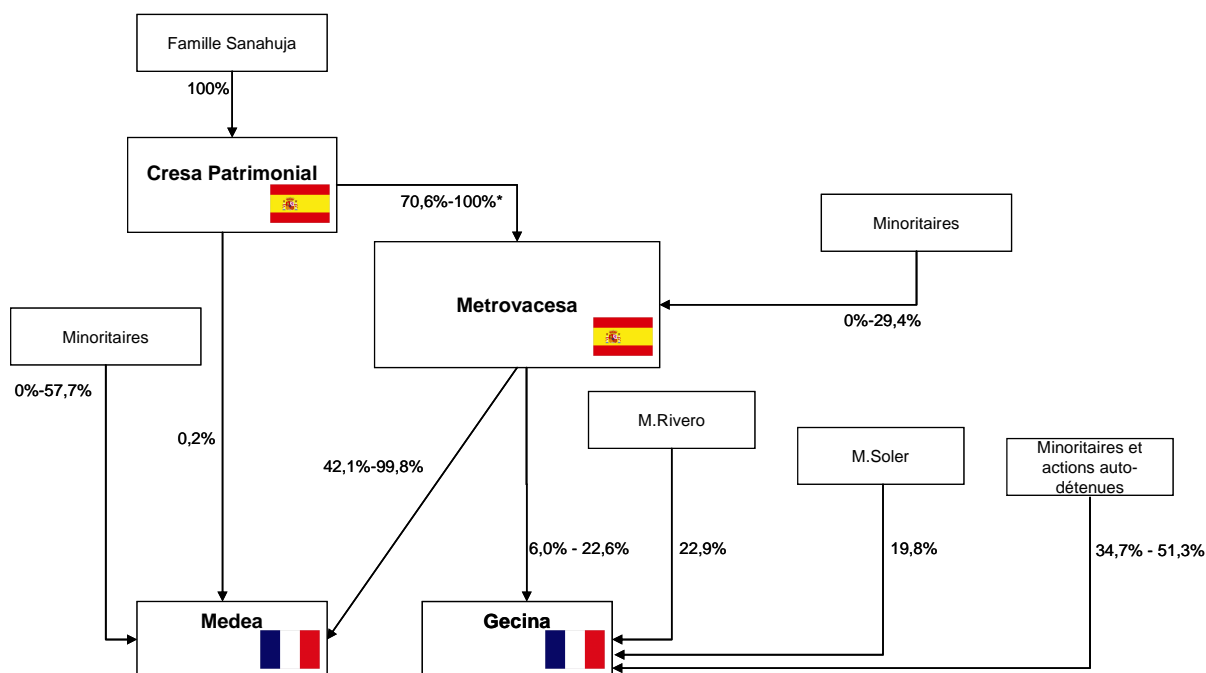 Famille Sanahuja
100%
Cresa Patrimonial
70,6%-100%*
Minoritaires
Metrovacesa
0%-29,4%
Minoritaires
0%-57,7%
M.Rivero
0,2%
42,1%-99,8%
M.Soler
Minoritaires et
actions auto-
détenues
6,0% - 22,6%
22,9%
19,8%
34,7% - 51,3%
Medea
Gecina